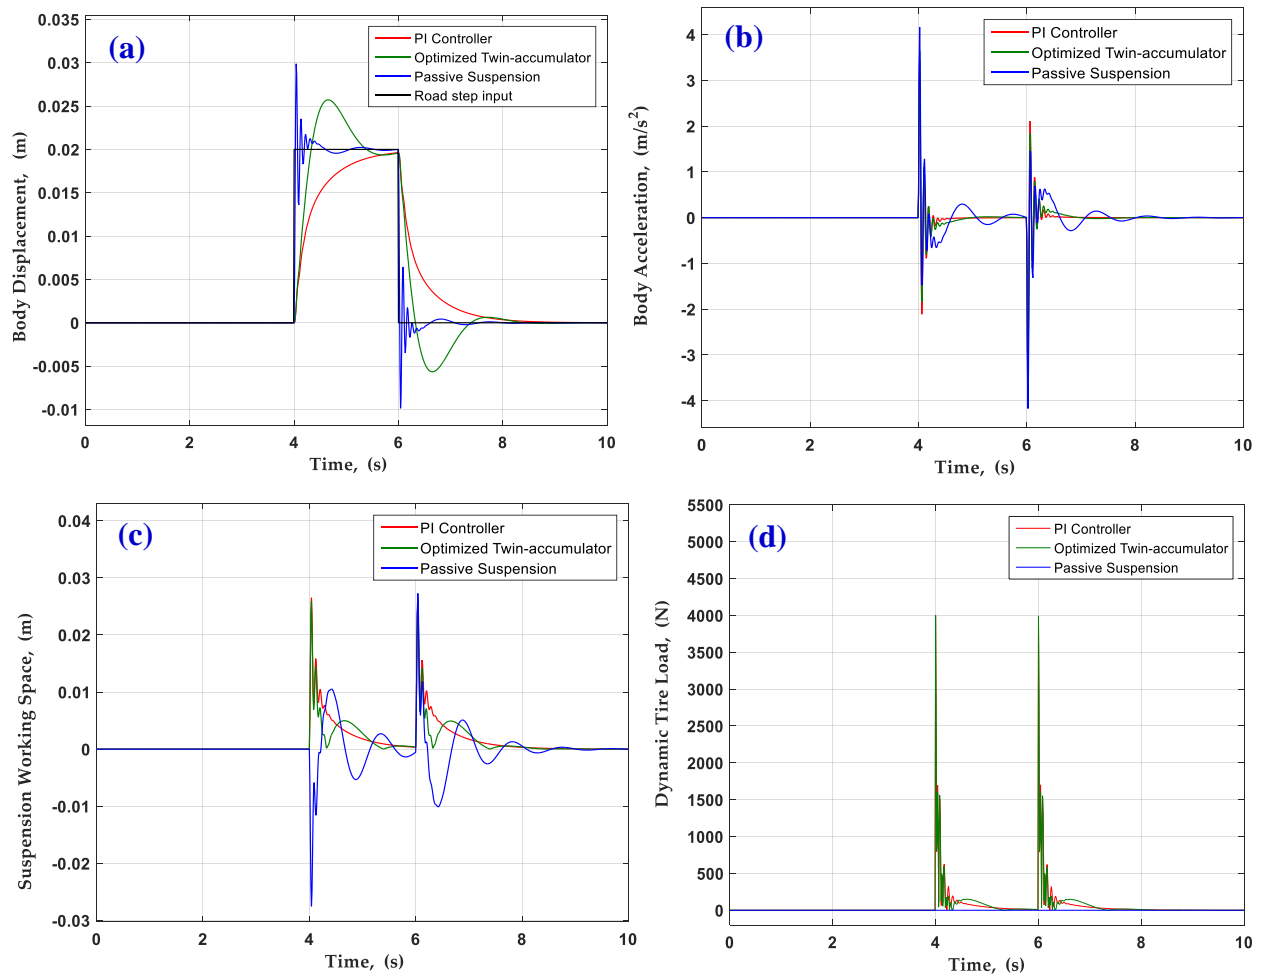 (a)
PI Controller
Optimized Twin-accumulator
Passive Suspension
Road step input
Body Displacement, (m)
0.035
0.03
0.025
0.02
0.015
0.01
0.005
0
-0.005
-0.01
0 2 4 6 8 10
Time, (s)
(b)
PI Controller
Optimized Twin-accumulator
Passive Suspension
Body Acceleration, (m/s²)
4
3
2
1
0
-1
-2
-3
-4
0 2 4 6 8 10
Time, (s)
(c)
PI Controller
Optimized Twin-accumulator
Passive Suspension
Suspension Working Space, (m)
0.04
0.03
0.02
0.01
0
-0.01
-0.02
-0.03
0 2 4 6 8 10
Time, (s)
(d)
PI Controller
Optimized Twin-accumulator
Passive Suspension
Dynamic Tire Load, (N)
5500
5000
4500
4000
3500
3000
2500
2000
1500
1000
500
0
0 2 4 6 8 10
Time, (s)